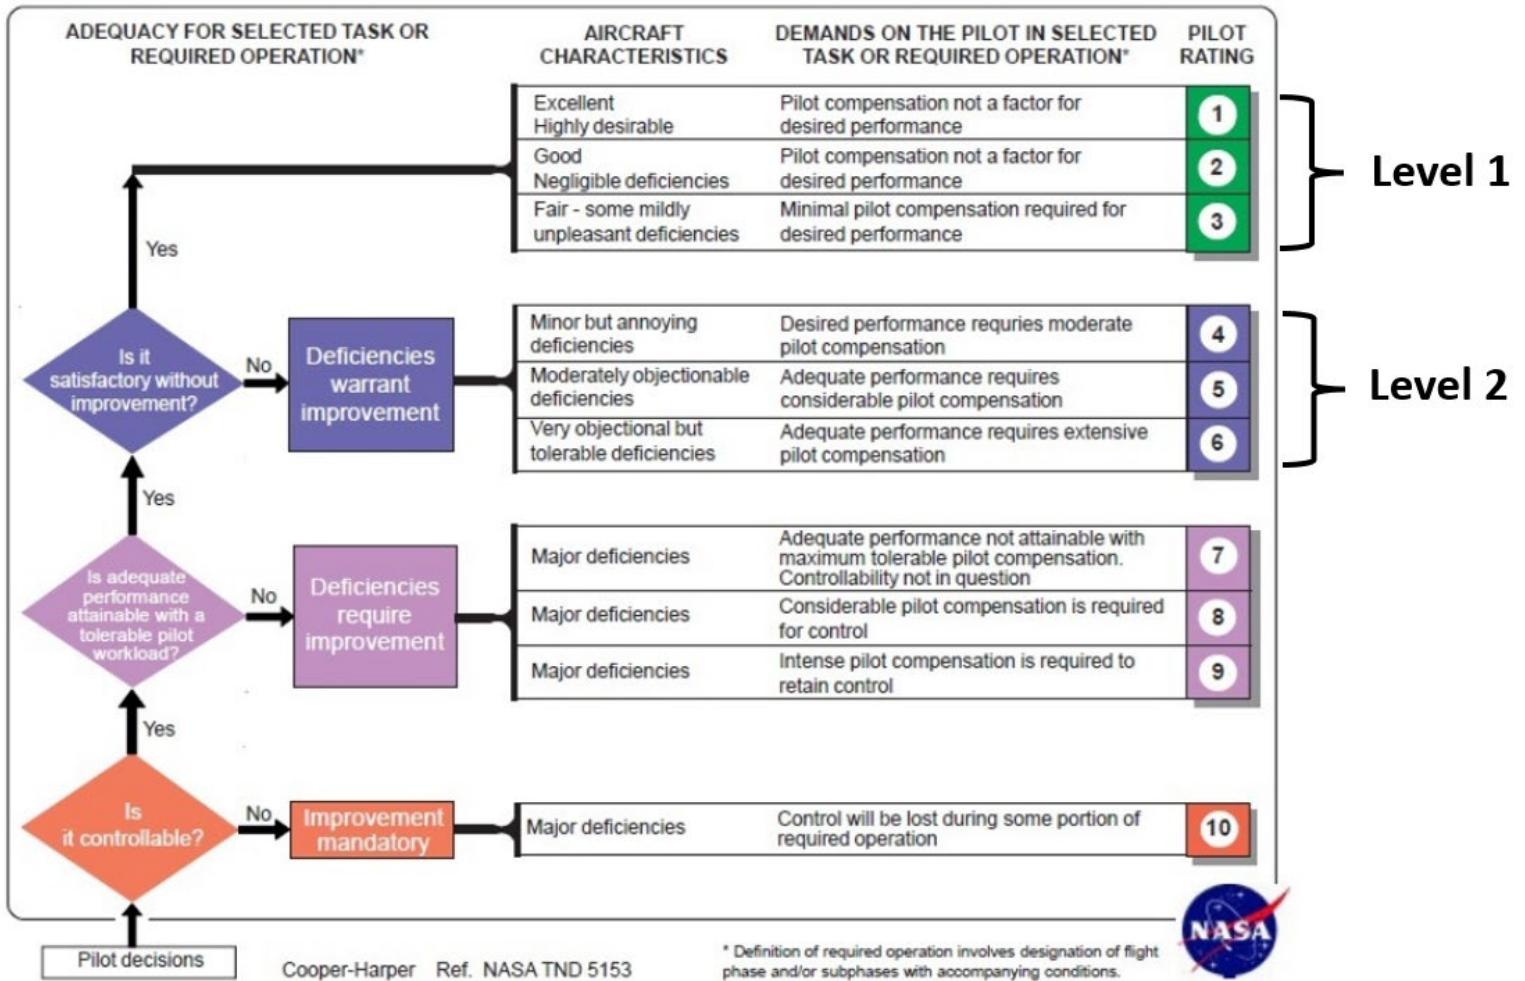 ADEQUACY FOR SELECTED TASK OR
REQUIRED OPERATION*
AIRCRAFT
CHARACTERISTICS
DEMANDS ON THE PILOT IN SELECTED
TASK OR REQUIRED OPERATION*
PILOT
RATING
Excellent
Highly desirable
Pilot compensation not a factor for
desired performance
1
Good
Negligible deficiencies
Pilot compensation not a factor for
desired performance
2
Fair - some mildly
unpleasant deficiencies
Minimal pilot compensation required for
desired performance
3
Level 1
Yes
Is it
satisfactory without
improvement?
No
Deficiencies
warrant
improvement
Minor but annoying
deficiencies
Desired performance requries moderate
pilot compensation
4
Moderately objectionable
deficiencies
Adequate performance requires
considerable pilot compensation
5
Very objectional but
tolerable deficiencies
Adequate performance requires extensive
pilot compensation
6
Level 2
Yes
Is adequate
performance
attainable with a
tolerable pilot
workload?
No
Deficiencies
require
improvement
Major deficiencies
Adequate performance not attainable with
maximum tolerable pilot compensation.
Controllability not in question
7
Major deficiencies
Considerable pilot compensation is required
for control
8
Major deficiencies
Intense pilot compensation is required to
retain control
9
Yes
Is
it controllable?
No
Improvement
mandatory
Major deficiencies
Control will be lost during some portion of
required operation
10
Pilot decisions
Cooper-Harper Ref. NASA TND 5153
* Definition of required operation involves designation of flight
phase and/or subphases with accompanying conditions.
NASA